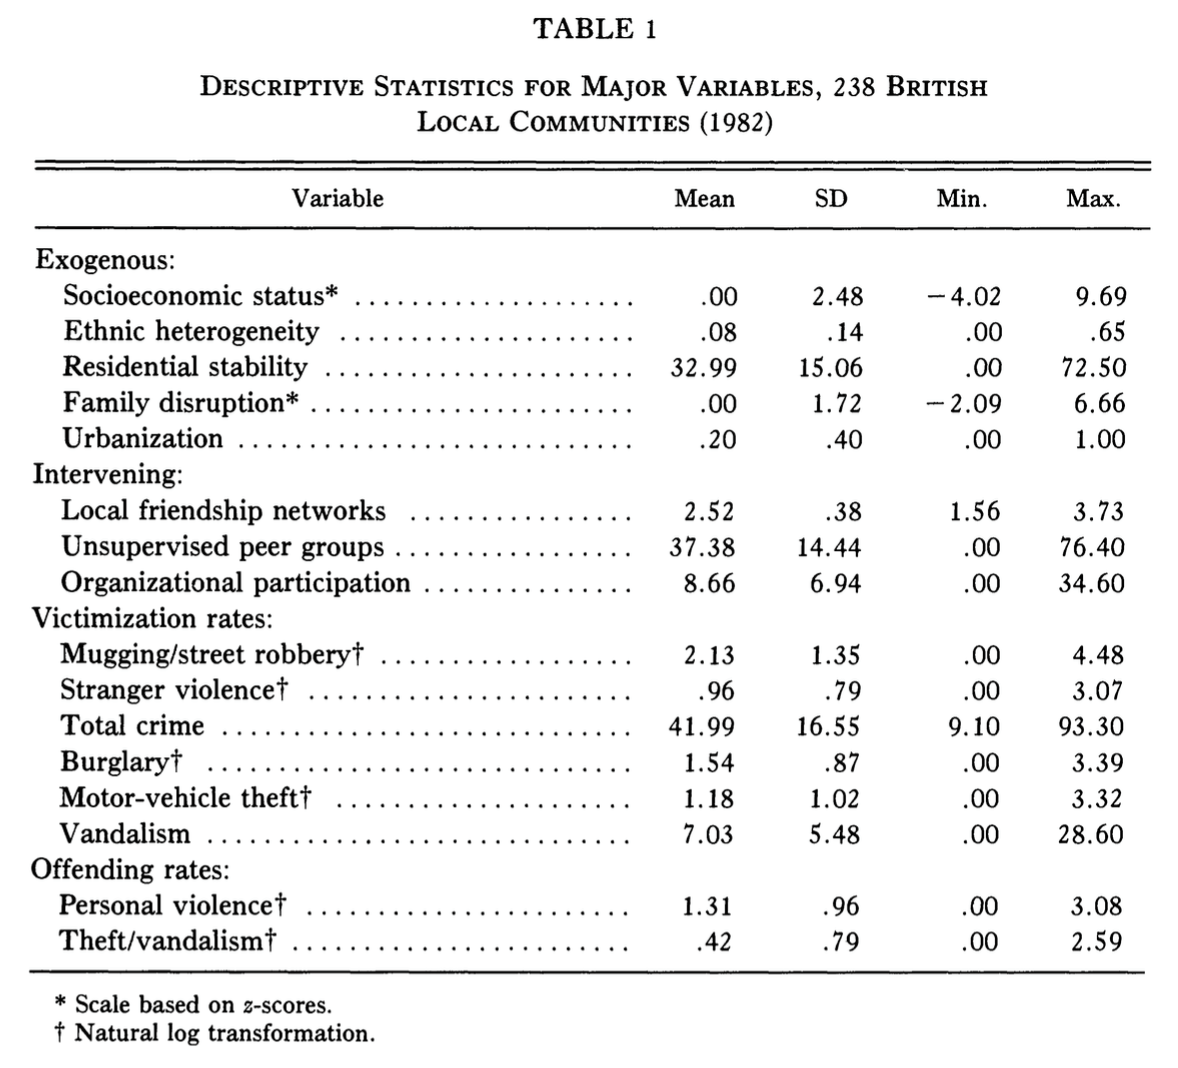 TABLE 1
DESCRIPTIVE STATISTICS FOR MAJOR VARIABLES, 238 BRITISH
LOCAL COMMUNITIES (1982)
Variable Mean SD Min. Max.
Exogenous:
Socioeconomic status* .................... .00 2.48 −4.02 9.69
Ethnic heterogeneity ..................... .08 .14 .00 .65
Residential stability ...................... 32.99 15.06 .00 72.50
Family disruption* ....................... .00 1.72 −2.09 6.66
Urbanization ............................ .20 .40 .00 1.00
Intervening:
Local friendship networks ................ 2.52 .38 1.56 3.73
Unsupervised peer groups ................. 37.38 14.44 .00 76.40
Organizational participation ............... 8.66 6.94 .00 34.60
Victimization rates:
Mugging/street robbery† .................. 2.13 1.35 .00 4.48
Stranger violence† ....................... .96 .79 .00 3.07
Total crime ............................. 41.99 16.55 9.10 93.30
Burglary† .............................. 1.54 .87 .00 3.39
Motor-vehicle theft† ..................... 1.18 1.02 .00 3.32
Vandalism .............................. 7.03 5.48 .00 28.60
Offending rates:
Personal violence† ....................... 1.31 .96 .00 3.08
Theft/vandalism† ........................ .42 .79 .00 2.59
* Scale based on z-scores.
† Natural log transformation.